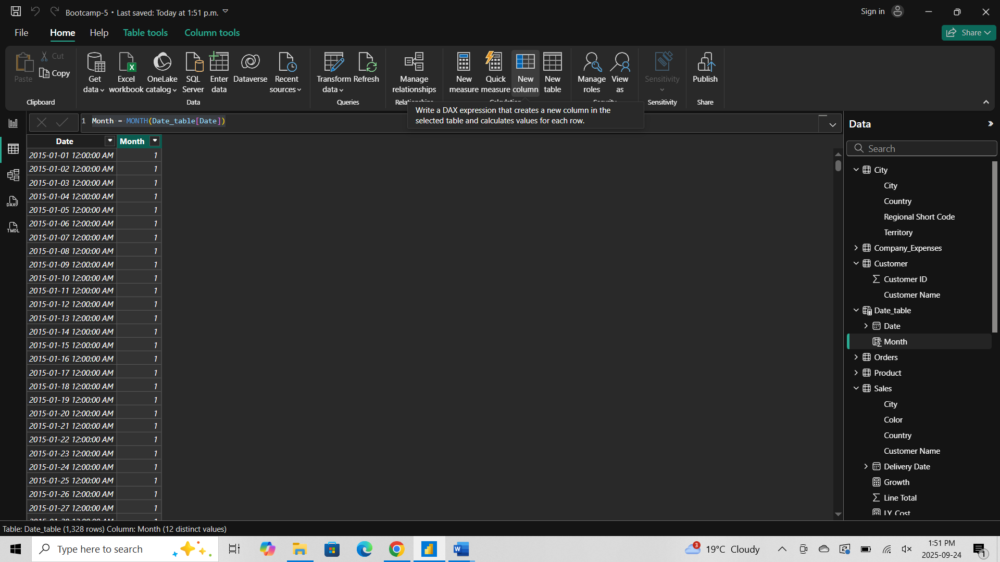 Bootcamp-5 • Last saved: Today at 1:51 p.m.
Sign in
File Home Help Table tools Column tools
Share
Paste
Cut
Copy
Clipboard
Get data
Excel workbook
OneLake catalog
SQL Server
Enter data
Dataverse
Recent sources
Data
Transform data
Refresh
Queries
Manage relationships
New measure
Quick measure
New column
New table
Manage roles
View as
Sensitivity
Sensitivity
Publish
Share
Write a DAX expression that creates a new column in the
selected table and calculates values for each row.
1 Month = MONTH(Date_table[Date])
Date Month
2015-01-01 12:00:00 AM 1
2015-01-02 12:00:00 AM 1
2015-01-03 12:00:00 AM 1
2015-01-04 12:00:00 AM 1
2015-01-05 12:00:00 AM 1
2015-01-06 12:00:00 AM 1
2015-01-07 12:00:00 AM 1
2015-01-08 12:00:00 AM 1
2015-01-09 12:00:00 AM 1
2015-01-10 12:00:00 AM 1
2015-01-11 12:00:00 AM 1
2015-01-12 12:00:00 AM 1
2015-01-13 12:00:00 AM 1
2015-01-14 12:00:00 AM 1
2015-01-15 12:00:00 AM 1
2015-01-16 12:00:00 AM 1
2015-01-17 12:00:00 AM 1
2015-01-18 12:00:00 AM 1
2015-01-19 12:00:00 AM 1
2015-01-20 12:00:00 AM 1
2015-01-21 12:00:00 AM 1
2015-01-22 12:00:00 AM 1
2015-01-23 12:00:00 AM 1
2015-01-24 12:00:00 AM 1
2015-01-25 12:00:00 AM 1
2015-01-26 12:00:00 AM 1
2015-01-27 12:00:00 AM 1
DAX
TMDL
Data
Search
City
City
Country
Regional Short Code
Territory
Company_Expenses
Customer
Customer ID
Customer Name
Date_table
Date
Month
Orders
Product
Sales
City
Color
Country
Customer Name
Delivery Date
Growth
Line Total
LY Cost
Table: Date_table (1,328 rows) Column: Month (12 distinct values)
Type here to search
3
19°C Cloudy
1:51 PM
2025-09-24
1